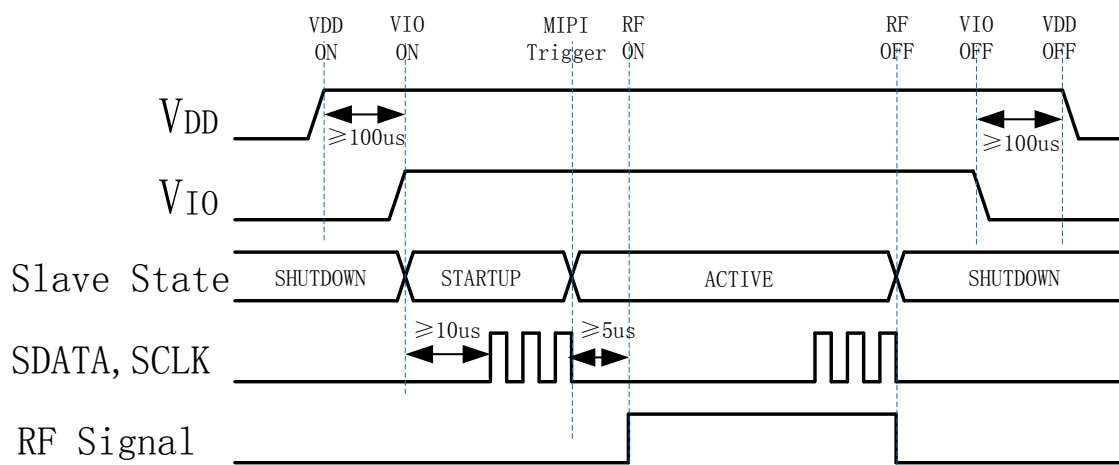 VDD VIO MIPI RF RF VIO VDD
ON ON Trigger ON OFF OFF OFF
VDD
≥100us ≥100us
VIO
Slave State SHUTDOWN STARTUP ACTIVE SHUTDOWN
≥10us ≥5us
SDATA, SCLK
RF Signal